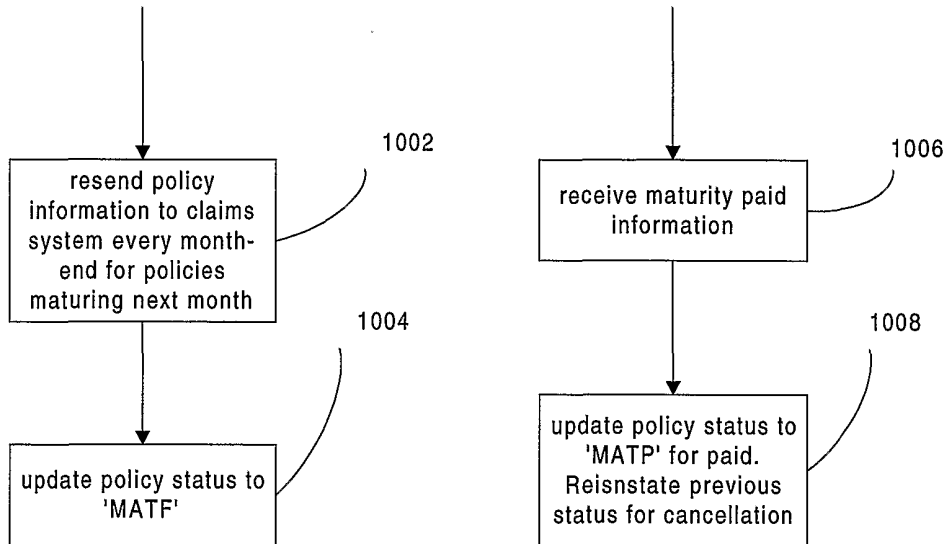 1002
resend policy
information to claims
system every month-
end for policies
maturing next month
1004
update policy status to
'MATF'
1006
receive maturity paid
information
1008
update policy status to
'MATP' for paid.
Reisnstate previous
status for cancellation